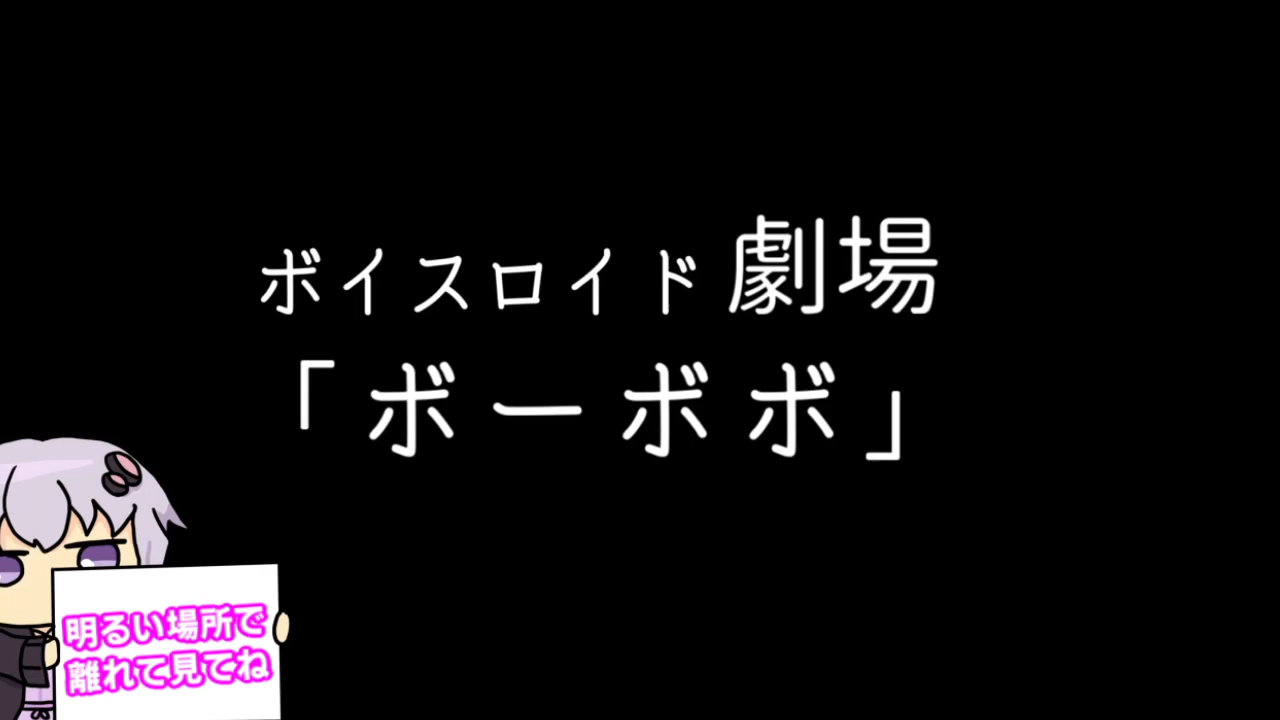 ボイスロイド劇場
「ボーボボ」
明るい場所で
離れて見てね